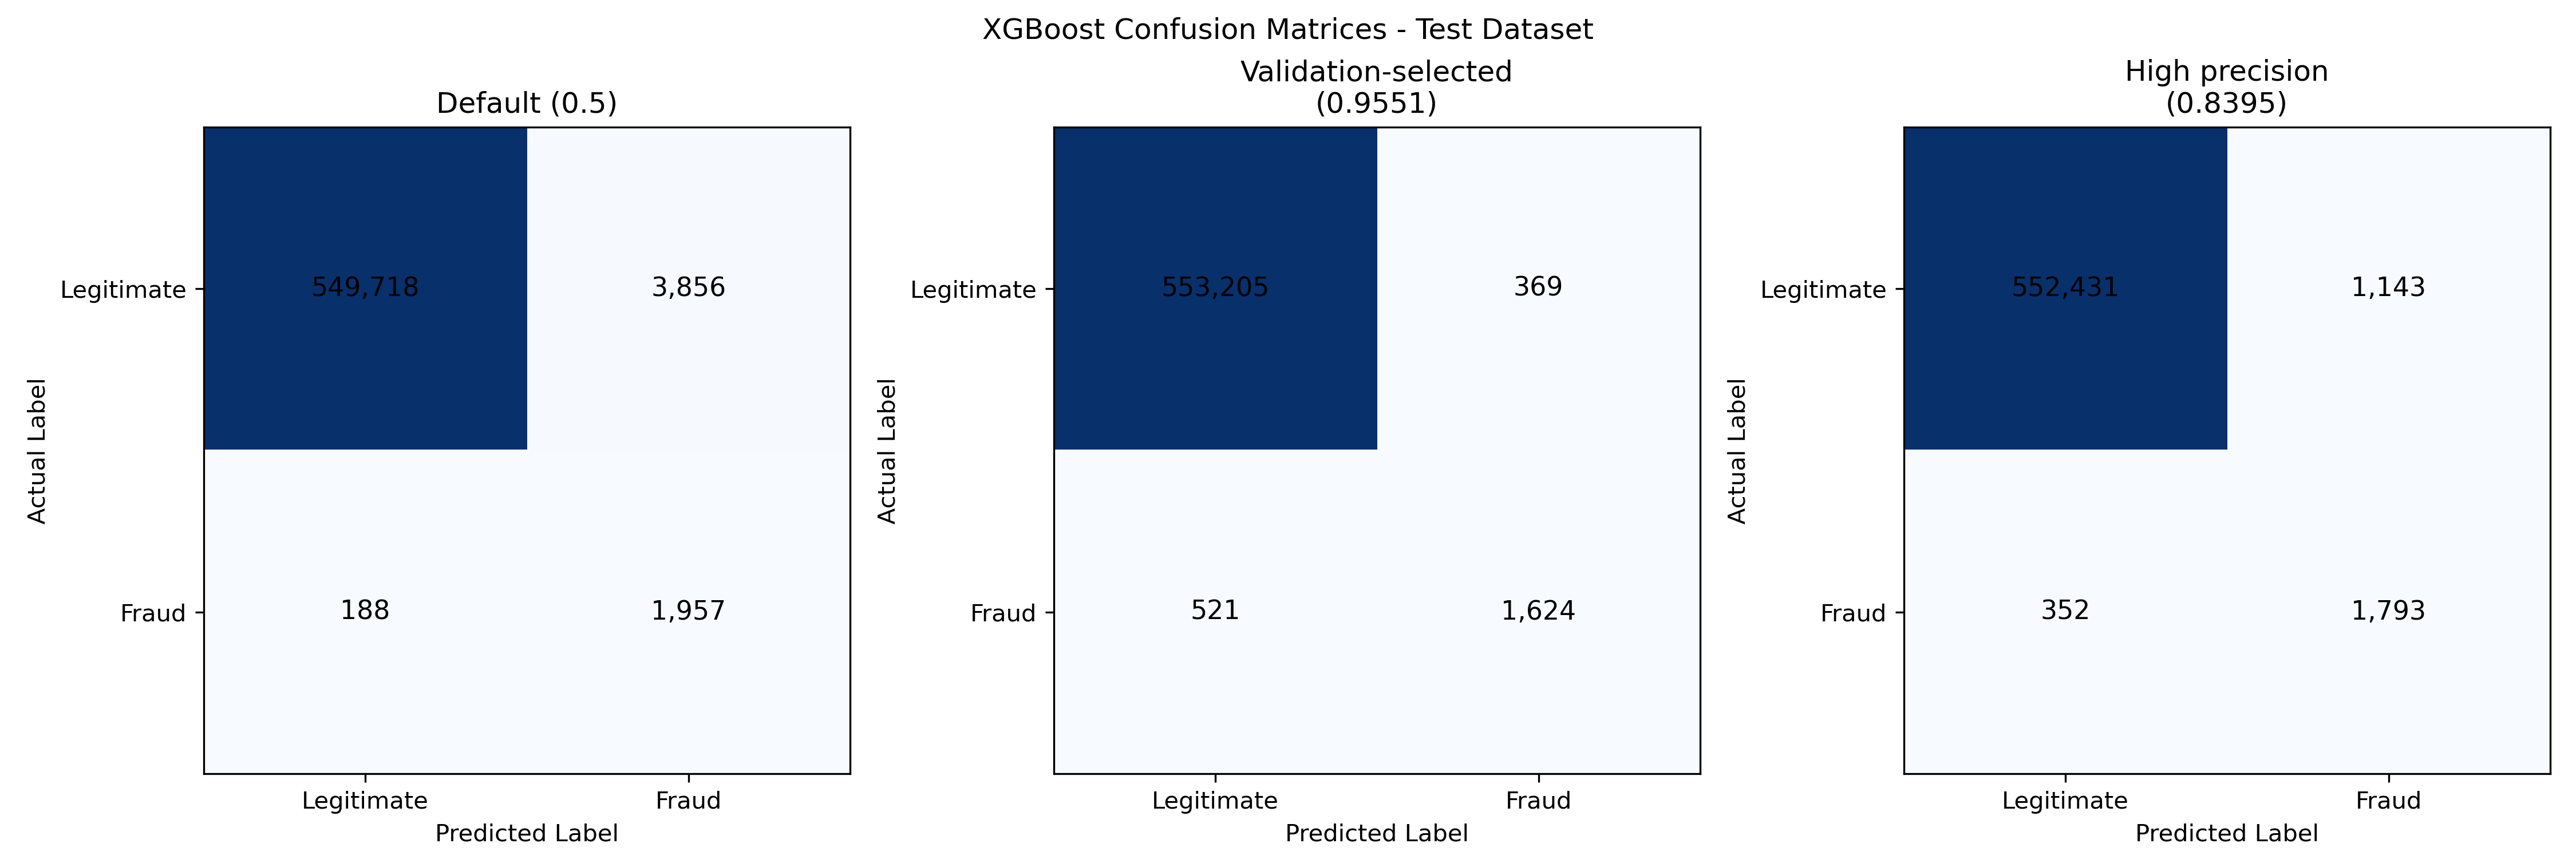 XGBoost Confusion Matrices - Test Dataset
Default (0.5)
Legitimate
549,718
3,856
Fraud
188
1,957
Actual Label
Legitimate
Fraud
Predicted Label
Validation-selected
(0.9551)
Legitimate
553,205
369
Fraud
521
1,624
Actual Label
Legitimate
Fraud
Predicted Label
High precision
(0.8395)
Legitimate
552,431
1,143
Fraud
352
1,793
Actual Label
Legitimate
Fraud
Predicted Label